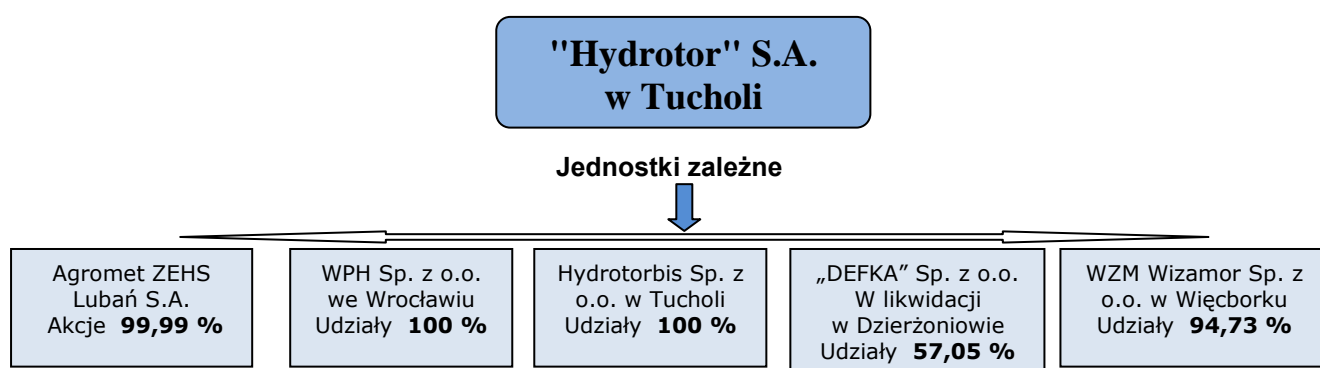 "Hydrotor" S.A.
w Tucholi
Jednostki zależne
Agromet ZEHS
Lubań S.A.
Akcje 99,99 %
WPH Sp. z o.o.
we Wrocławiu
Udziały 100 %
Hydrotorbis Sp. z
o.o. w Tucholi
Udziały 100 %
„DEFKA” Sp. z o.o.
W likwidacji
w Dzierżoniowie
Udziały 57,05 %
WZM Wizamor Sp. z
o.o. w Więcborku
Udziały 94,73 %